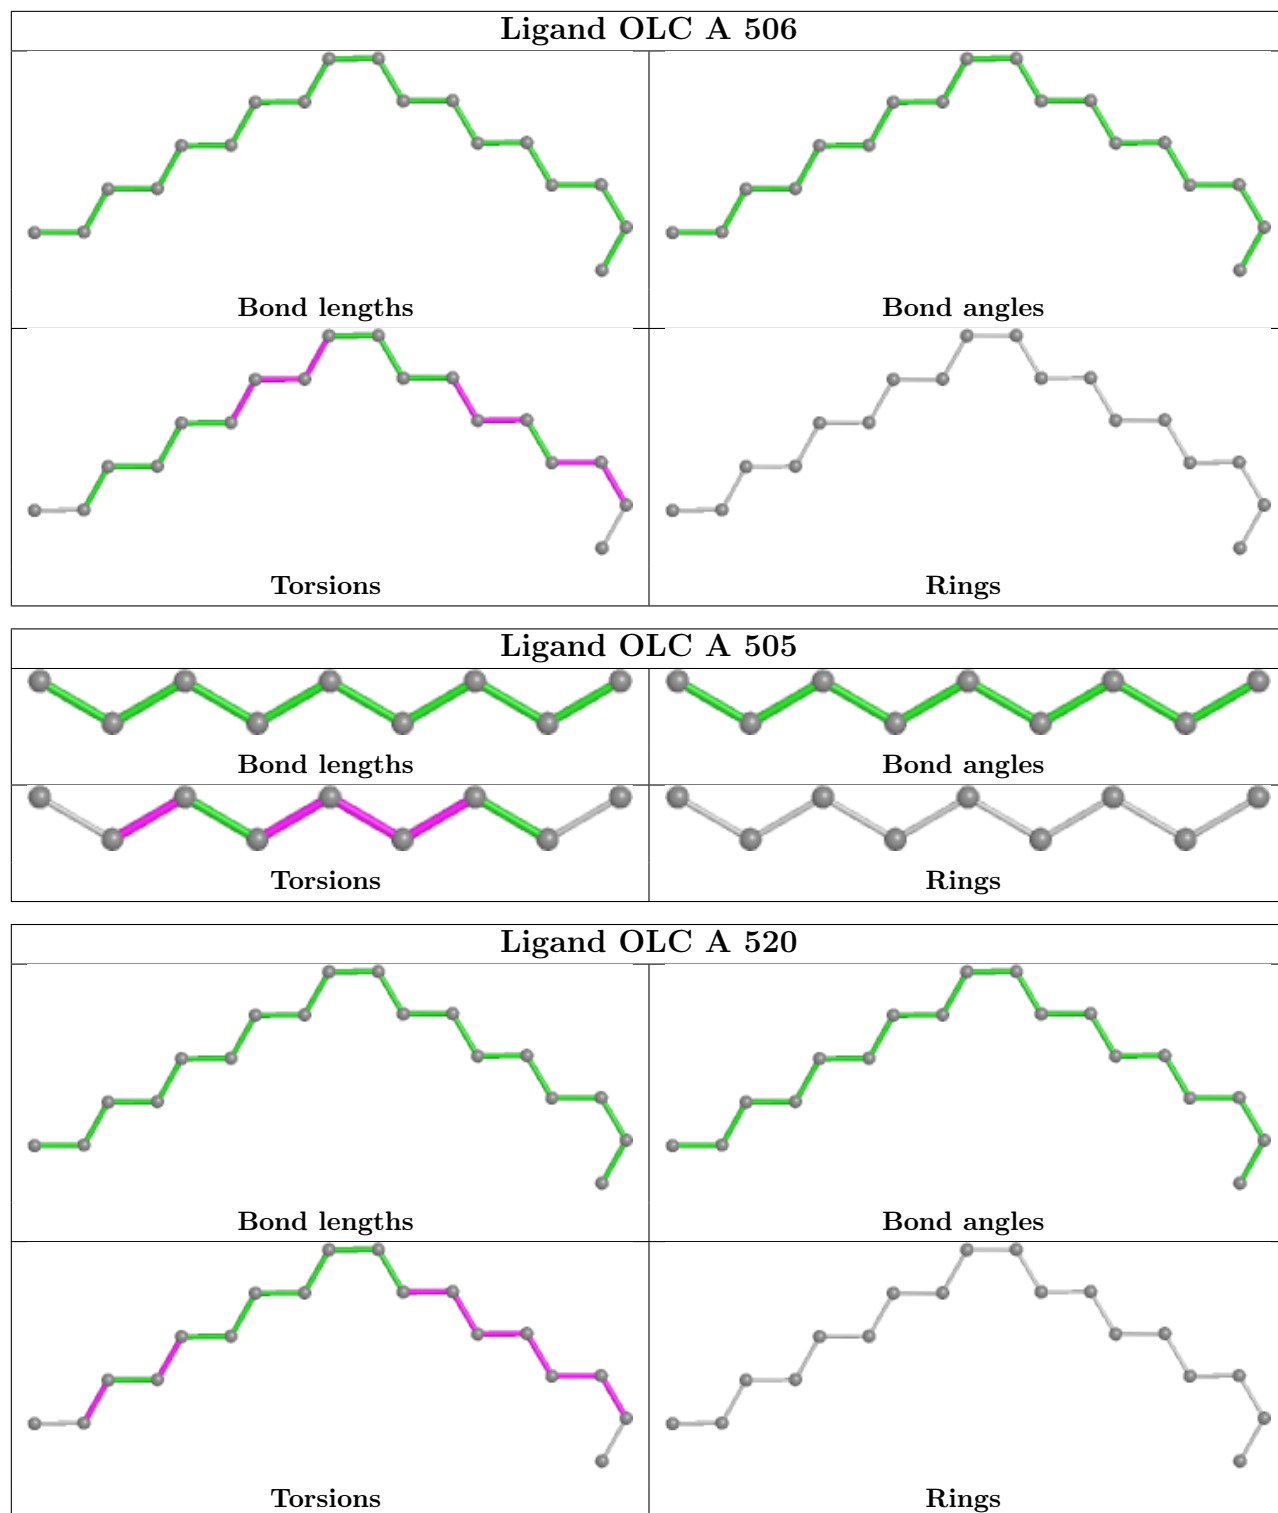 Ligand OLC A 506
Bond lengths
Bond angles
Torsions
Rings
Ligand OLC A 505
Bond lengths
Bond angles
Torsions
Rings
Ligand OLC A 520
Bond lengths
Bond angles
Torsions
Rings